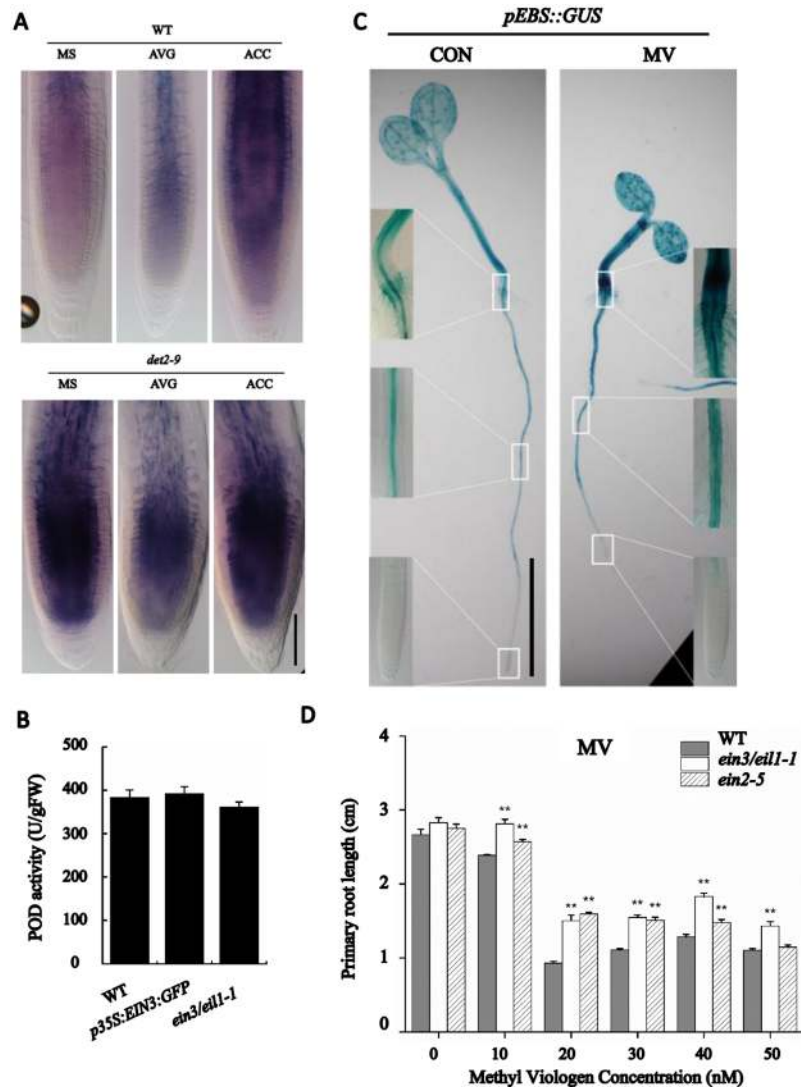 A
WT
MS AVG ACC
det2-9
MS AVG ACC
B
POD activity (U/gFW)
500
400
300
200
100
0
WT
p35S:EIN3:GFP
ein3/eil1-1
C
pEBS::GUS
CON MV
D
MV
WT
ein3/eil1-1
ein2-5
Primary root length (cm)
4
3
2
1
0
** **
** **
** **
** **
**
0 10 20 30 40 50
Methyl Viologen Concentration (nM)